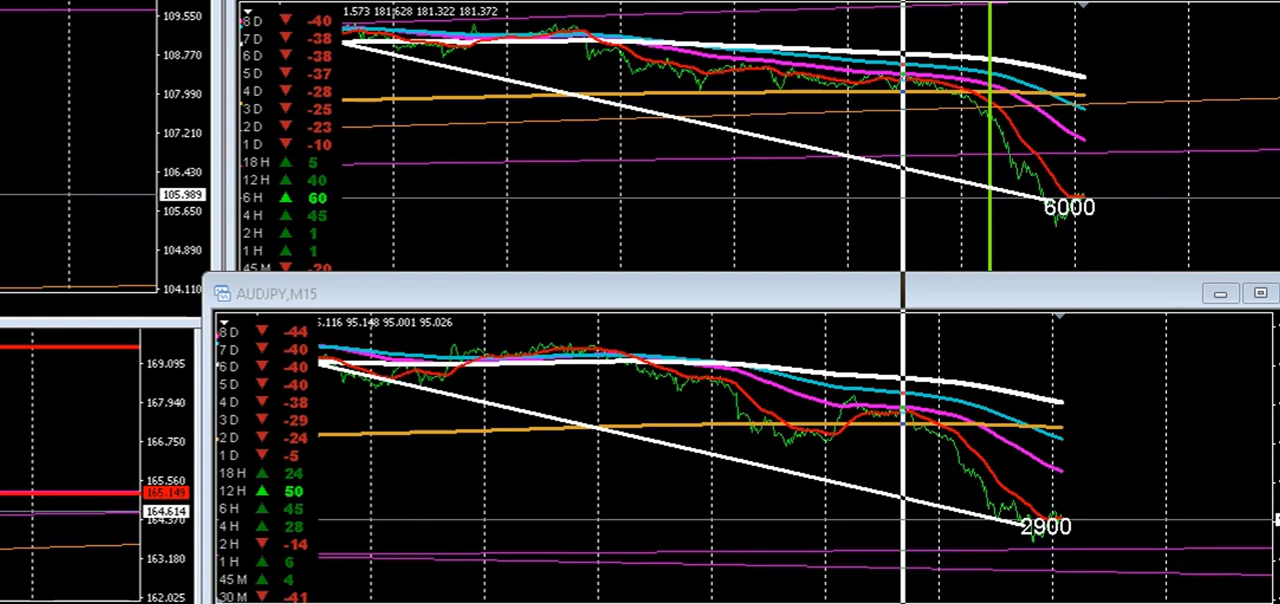 109.550
108.770
107.990
107.210
106.430
105.989
105.650
104.890
104.110
1.573 181.628 181.322 181.372
8 D -40
7 D -38
6 D -38
5 D -37
4 D -28
3 D -25
2 D -23
1 D -10
18 H 5
12 H 40
6 H 60
4 H 45
2 H 1
1 H 1
45 M -20
6000
AUDJPY,M15
5.116 95.148 95.001 95.026
8 D -44
7 D -40
6 D -40
5 D -40
4 D -38
3 D -29
2 D -24
1 D -5
18 H 24
12 H 50
6 H 45
4 H 28
2 H -14
1 H 6
45 M 4
30 M -41
2900
169.095
167.940
166.750
165.560
165.149
164.614
164.370
163.180
162.025